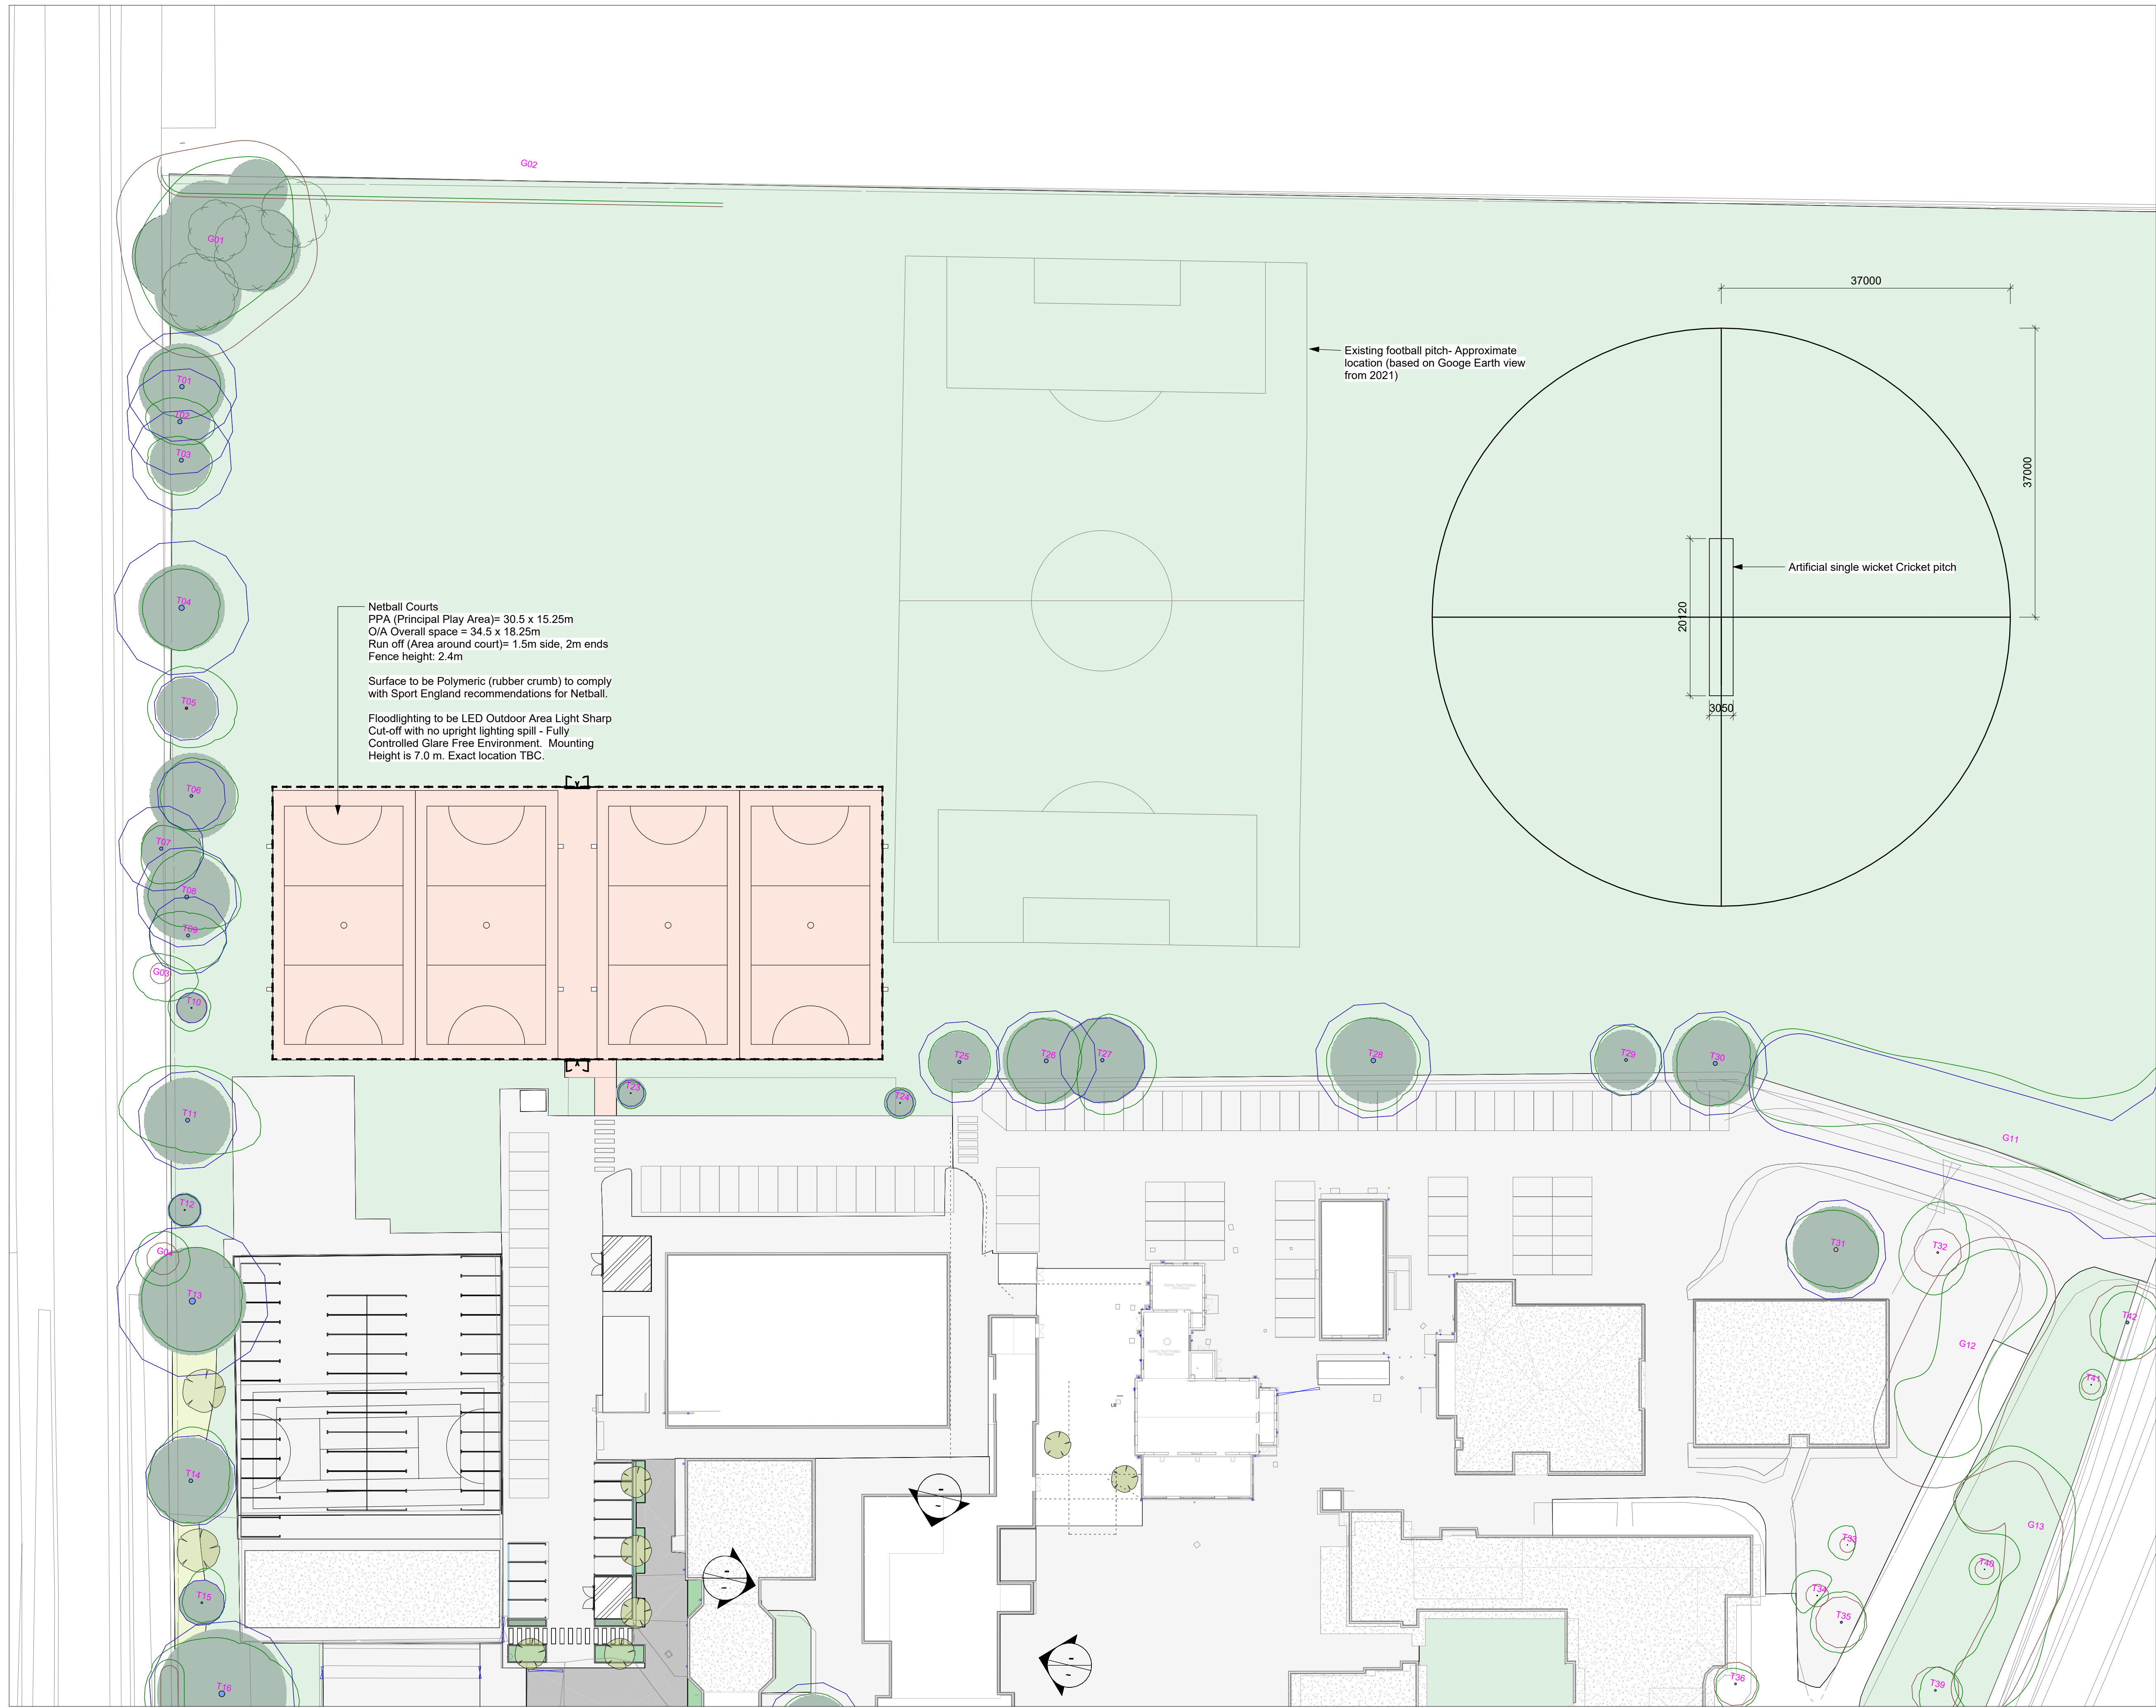 G02
G01
37000
Existing football pitch- Approximate
location (based on Googe Earth view
from 2021)
T01
T02
T03
37000
Artificial single wicket Cricket pitch
20120
3050
T04
Netball Courts
PPA (Principal Play Area)= 30.5 x 15.25m
O/A Overall space = 34.5 x 18.25m
Run off (Area around court)= 1.5m side, 2m ends
Fence height: 2.4m
Surface to be Polymeric (rubber crumb) to comply
with Sport England recommendations for Netball.
Floodlighting to be LED Outdoor Area Light Sharp
Cut-off with no upright lighting spill - Fully
Controlled Glare Free Environment. Mounting
Height is 7.0 m. Exact location TBC.
T05
T06
T07
T08
T09
G03
T10
T25
T26
T27
T28
T29
T30
T23
T24
T11
G11
T12
G04
T13
T31
T32
T42
G12
T41
T14
G13
T33
T40
T15
T34
T35
T16
T36
T39